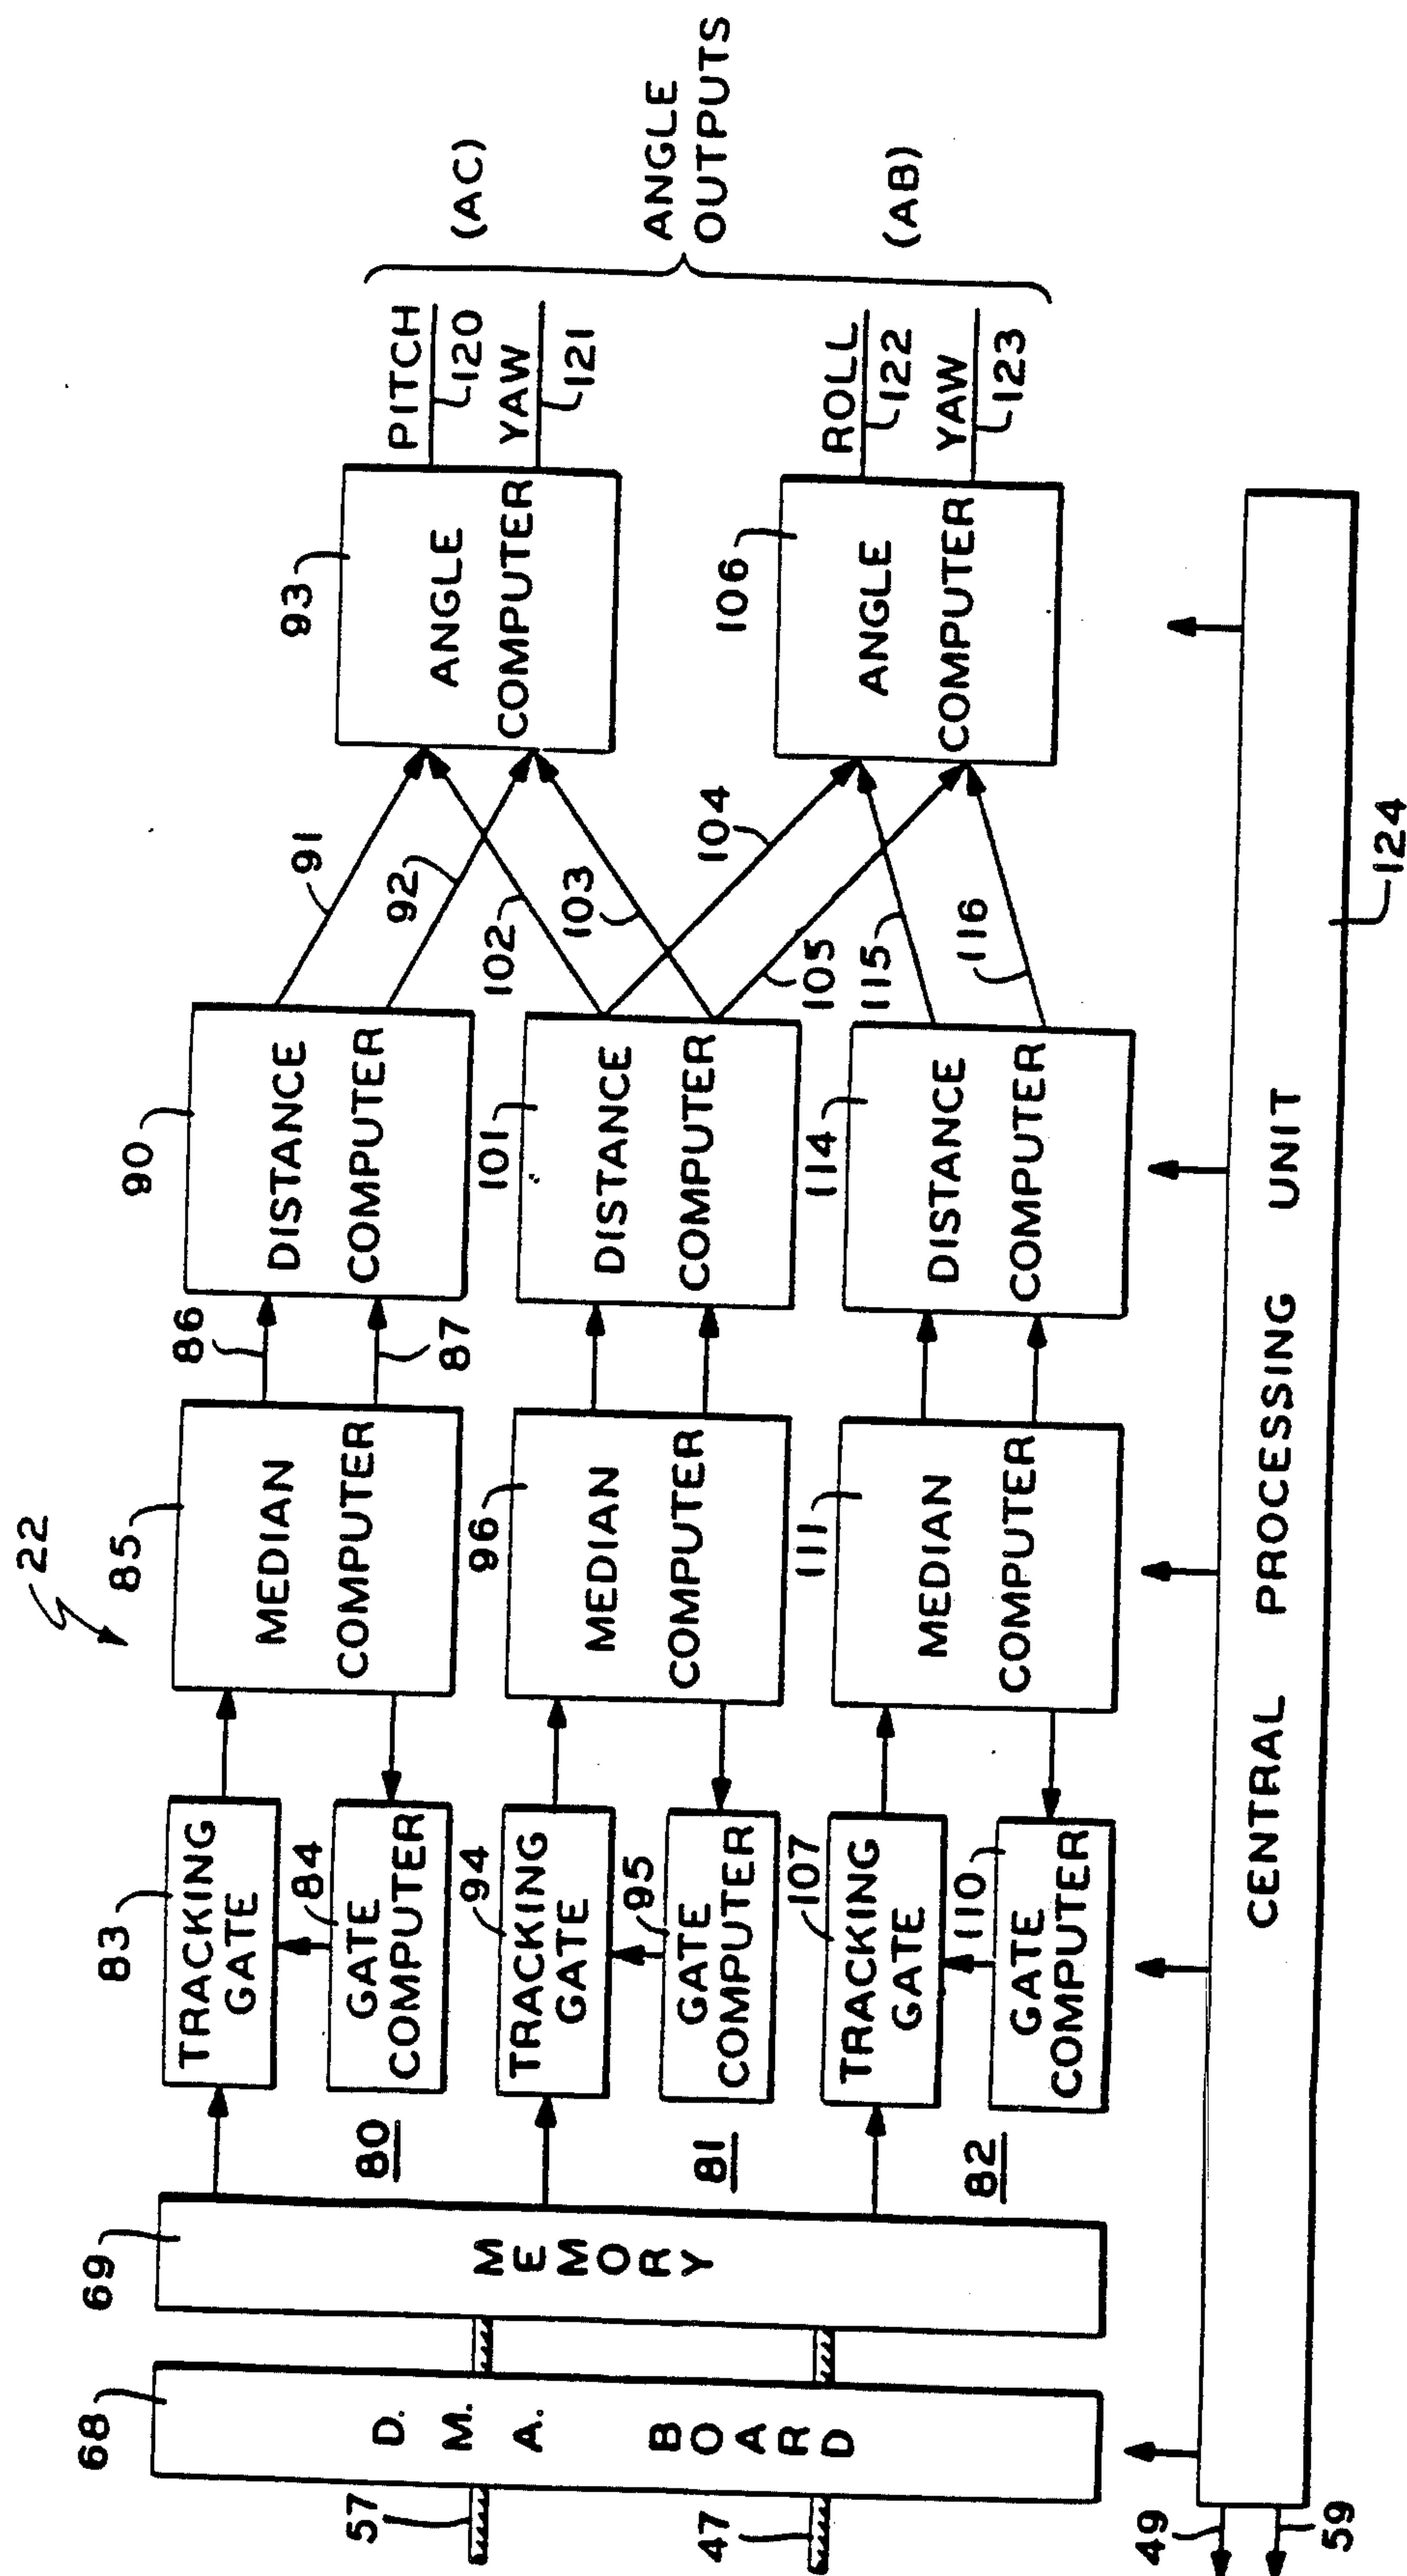 22
57
47
68
D.
M.
A.
BOARD
69
MEMORY
80
81
82
83
TRACKING
GATE
84
GATE
COMPUTER
85
MEDIAN
COMPUTER
86
87
90
DISTANCE
COMPUTER
91
92
93
ANGLE
COMPUTER
PITCH
120
YAW
121
(AC)
94
TRACKING
GATE
95
GATE
COMPUTER
96
MEDIAN
COMPUTER
101
DISTANCE
COMPUTER
102
103
104
105
ANGLE
OUTPUTS
107
TRACKING
GATE
110
GATE
COMPUTER
111
MEDIAN
COMPUTER
114
DISTANCE
COMPUTER
115
116
106
ANGLE
COMPUTER
ROLL
122
YAW
123
(AB)
49
59
CENTRAL PROCESSING UNIT
124